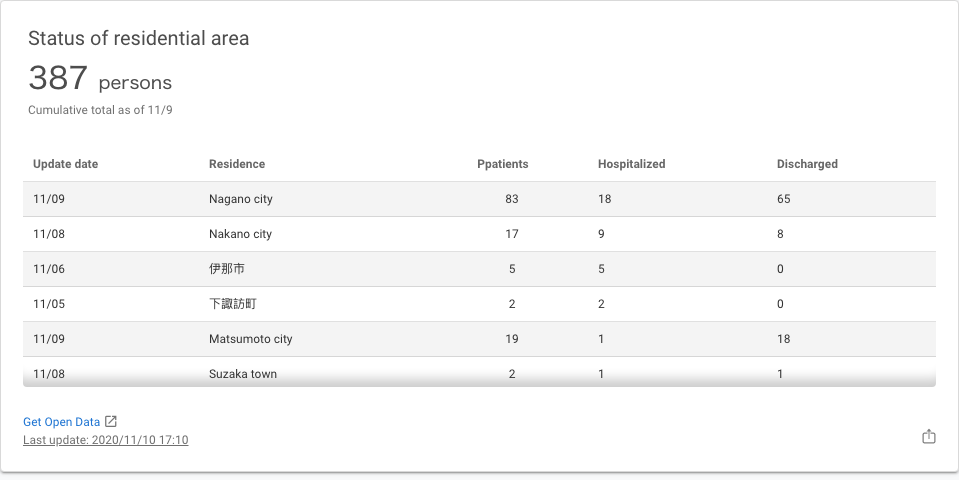 Status of residential area
387 persons
Cumulative total as of 11/9
Update date Residence Ppatients Hospitalized Discharged
11/09 Nagano city 83 18 65
11/08 Nakano city 17 9 8
11/06 伊那市 5 5 0
11/05 下諏訪町 2 2 0
11/09 Matsumoto city 19 1 18
11/08 Suzaka town 2 1 1
Get Open Data
Last update: 2020/11/10 17:10